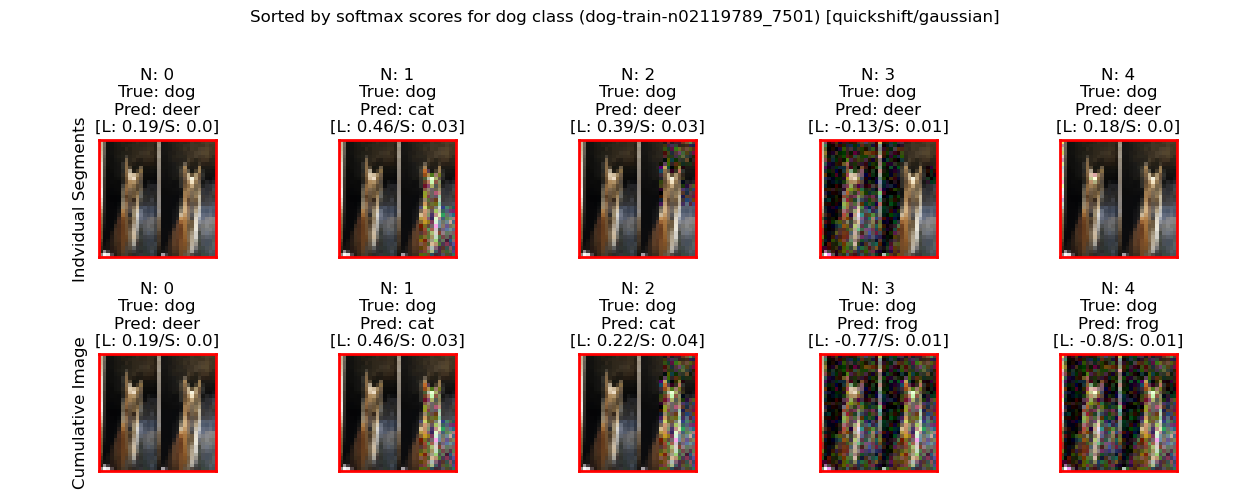 Sorted by softmax scores for dog class (dog-train-n02119789_7501) [quickshift/gaussian]
Indvidual Segments
N: 0
True: dog
Pred: deer
[L: 0.19/S: 0.0]
N: 1
True: dog
Pred: cat
[L: 0.46/S: 0.03]
N: 2
True: dog
Pred: deer
[L: 0.39/S: 0.03]
N: 3
True: dog
Pred: deer
[L: -0.13/S: 0.01]
N: 4
True: dog
Pred: deer
[L: 0.18/S: 0.0]
Cumulative Image
N: 0
True: dog
Pred: deer
[L: 0.19/S: 0.0]
N: 1
True: dog
Pred: cat
[L: 0.46/S: 0.03]
N: 2
True: dog
Pred: cat
[L: 0.22/S: 0.04]
N: 3
True: dog
Pred: frog
[L: -0.77/S: 0.01]
N: 4
True: dog
Pred: frog
[L: -0.8/S: 0.01]